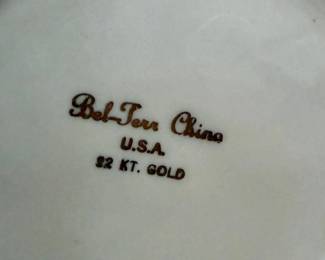 Bel-Terr China
U.S.A.
22 KT. GOLD